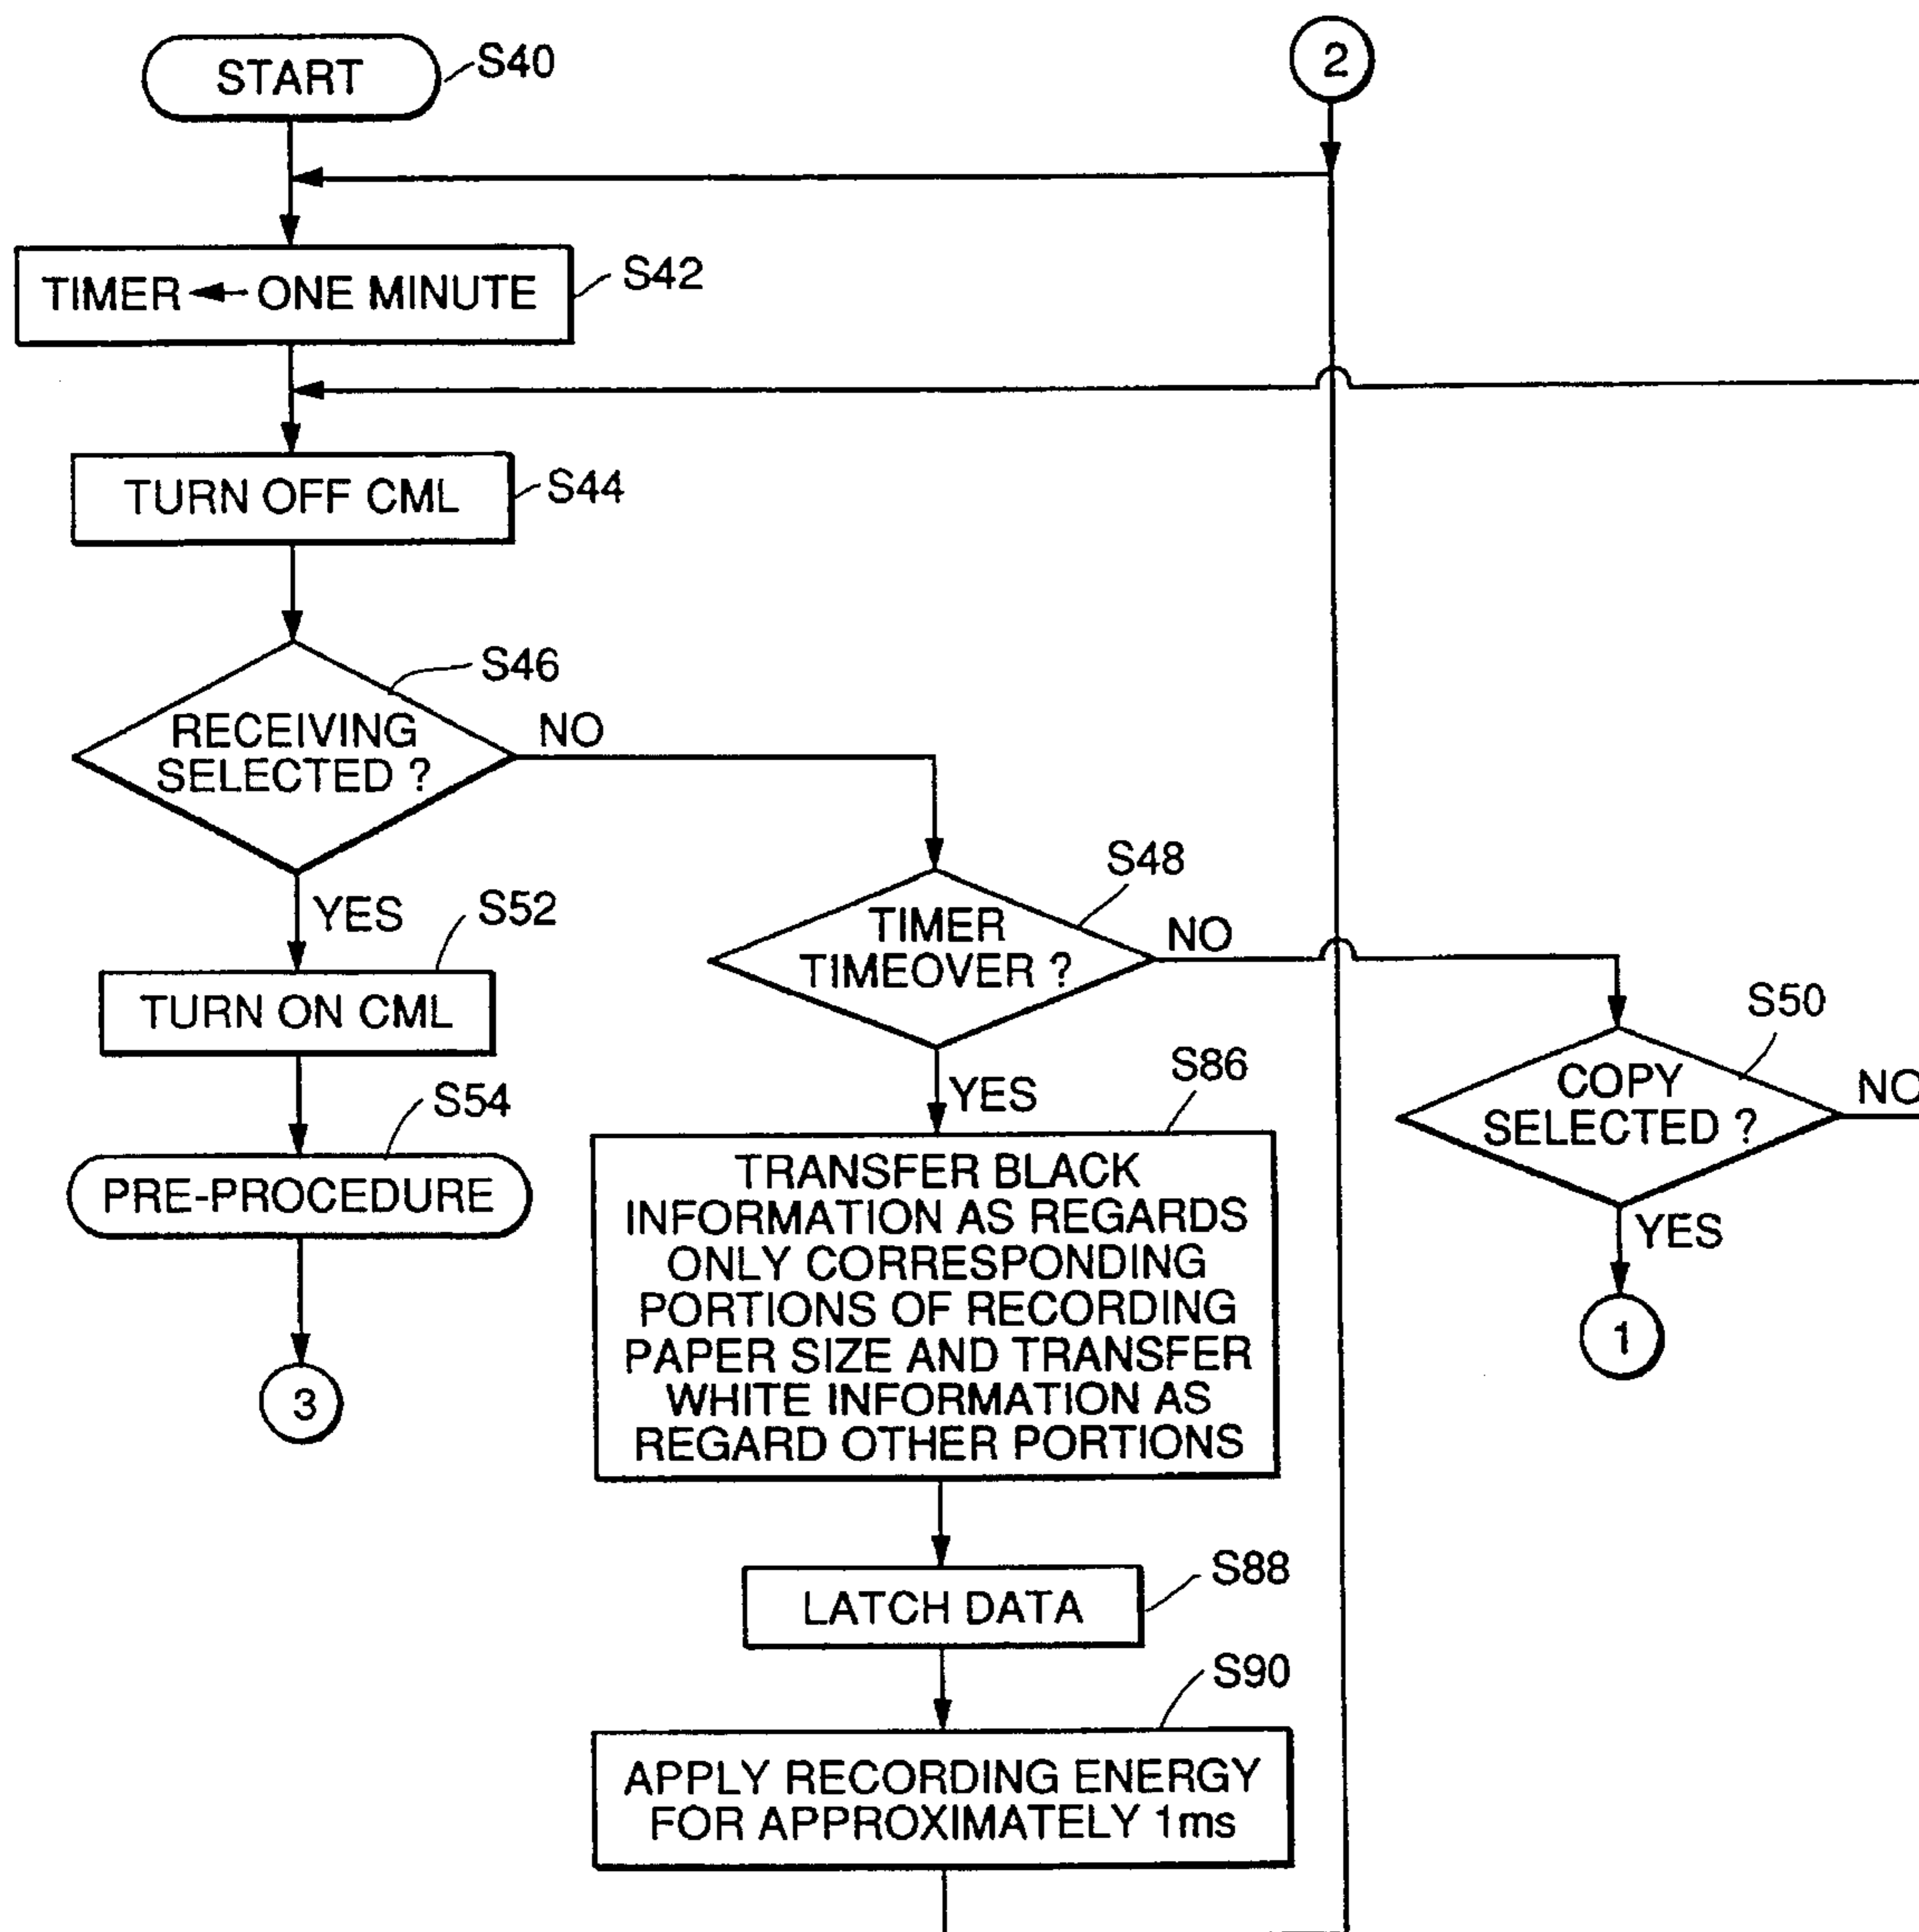 START
S40
2
TIMER ← ONE MINUTE
S42
TURN OFF CML
S44
S46
RECEIVING
SELECTED ?
NO
YES
S48
TIMER
TIMEOVER ?
NO
YES
S52
TURN ON CML
S54
PRE-PROCEDURE
3
S50
COPY
SELECTED ?
NO
YES
1
S86
TRANSFER BLACK
INFORMATION AS REGARDS
ONLY CORRESPONDING
PORTIONS OF RECORDING
PAPER SIZE AND TRANSFER
WHITE INFORMATION AS
REGARD OTHER PORTIONS
LATCH DATA
S88
S90
APPLY RECORDING ENERGY
FOR APPROXIMATELY 1ms